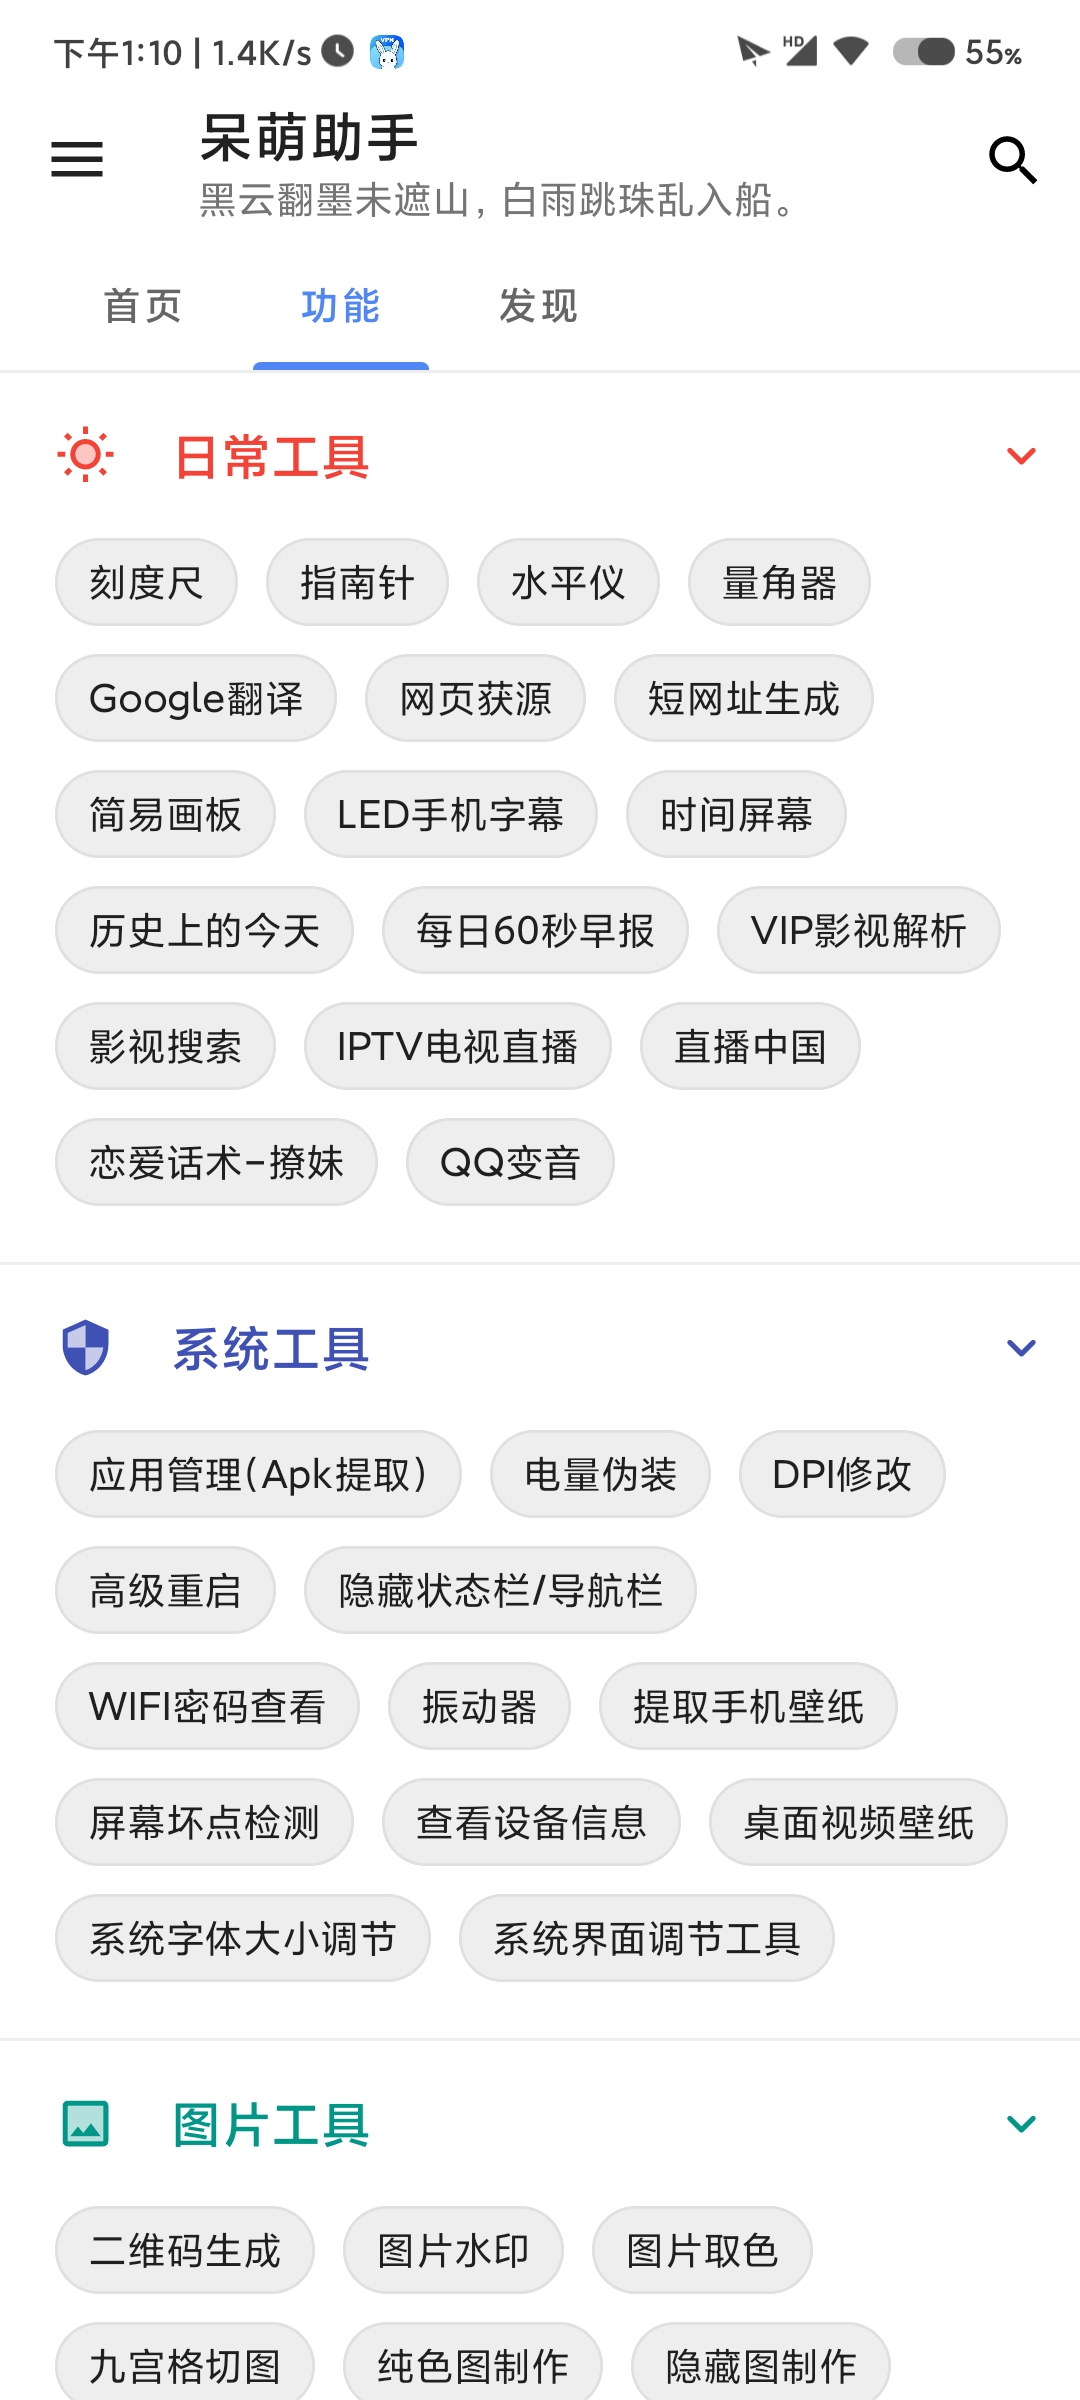 下午1:10 | 1.4K/s VPN HD 55%
呆萌助手
黑云翻墨未遮山，白雨跳珠乱入船。
首页 功能 发现
日常工具
刻度尺 指南针 水平仪 量角器
Google翻译 网页获源 短网址生成
简易画板 LED手机字幕 时间屏幕
历史上的今天 每日60秒早报 VIP影视解析
影视搜索 IPTV电视直播 直播中国
恋爱话术-撩妹 QQ变音
系统工具
应用管理(Apk提取) 电量伪装 DPI修改
高级重启 隐藏状态栏/导航栏
WIFI密码查看 振动器 提取手机壁纸
屏幕坏点检测 查看设备信息 桌面视频壁纸
系统字体大小调节 系统界面调节工具
图片工具
二维码生成 图片水印 图片取色
九宫格切图 纯色图制作 隐藏图制作